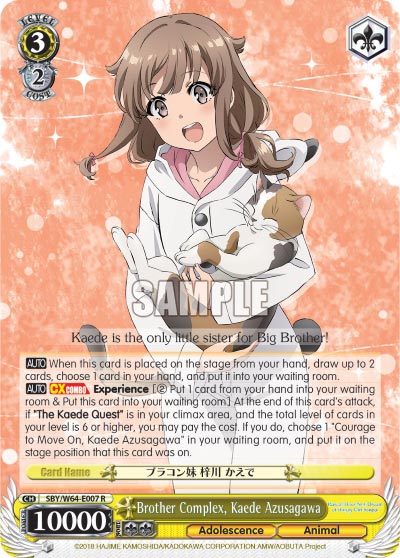 LEVEL
3
2
COST
SAMPLE
Kaede is the only little sister for Big Brother!
AUTO When this card is placed on the stage from your hand, draw up to 2
cards, choose 1 card in your hand, and put it into your waiting room.
AUTO CXCOMBO Experience [② Put 1 card from your hand into your waiting
room & Put this card into your waiting room] At the end of this card's attack,
if "The Kaede Quest" is in your climax area, and the total level of cards in
your level is 6 or higher, you may pay the cost. If you do, choose 1 "Courage
to Move On, Kaede Azusagawa" in your waiting room, and put it on the
stage position that this card was in.
Card Name ブラコン妹 梓川 かえで
CH SBY/W64-E007 R
Brother Complex, Kaede Azusagawa
POWER 10000
Adolescence Animal
©2018 HAJIME KAMOSHIDA/KADOKAWA CORPORATION AMW/AOBUTA Project